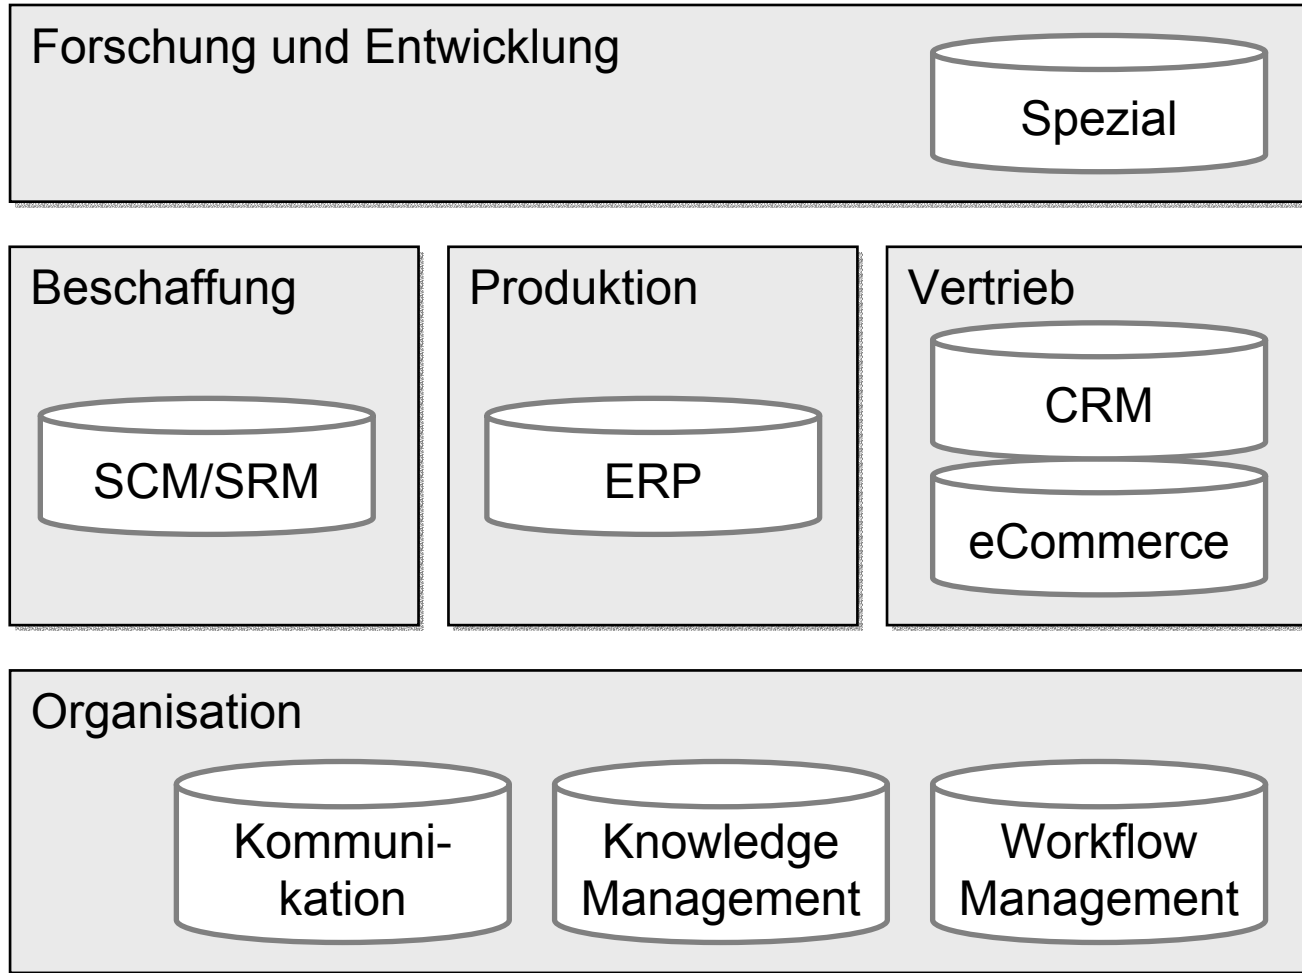 Forschung und Entwicklung
Spezial
Beschaffung
SCM/SRM
Produktion
ERP
Vertrieb
CRM
eCommerce
Organisation
Kommuni-
kation
Knowledge
Management
Workflow
Management